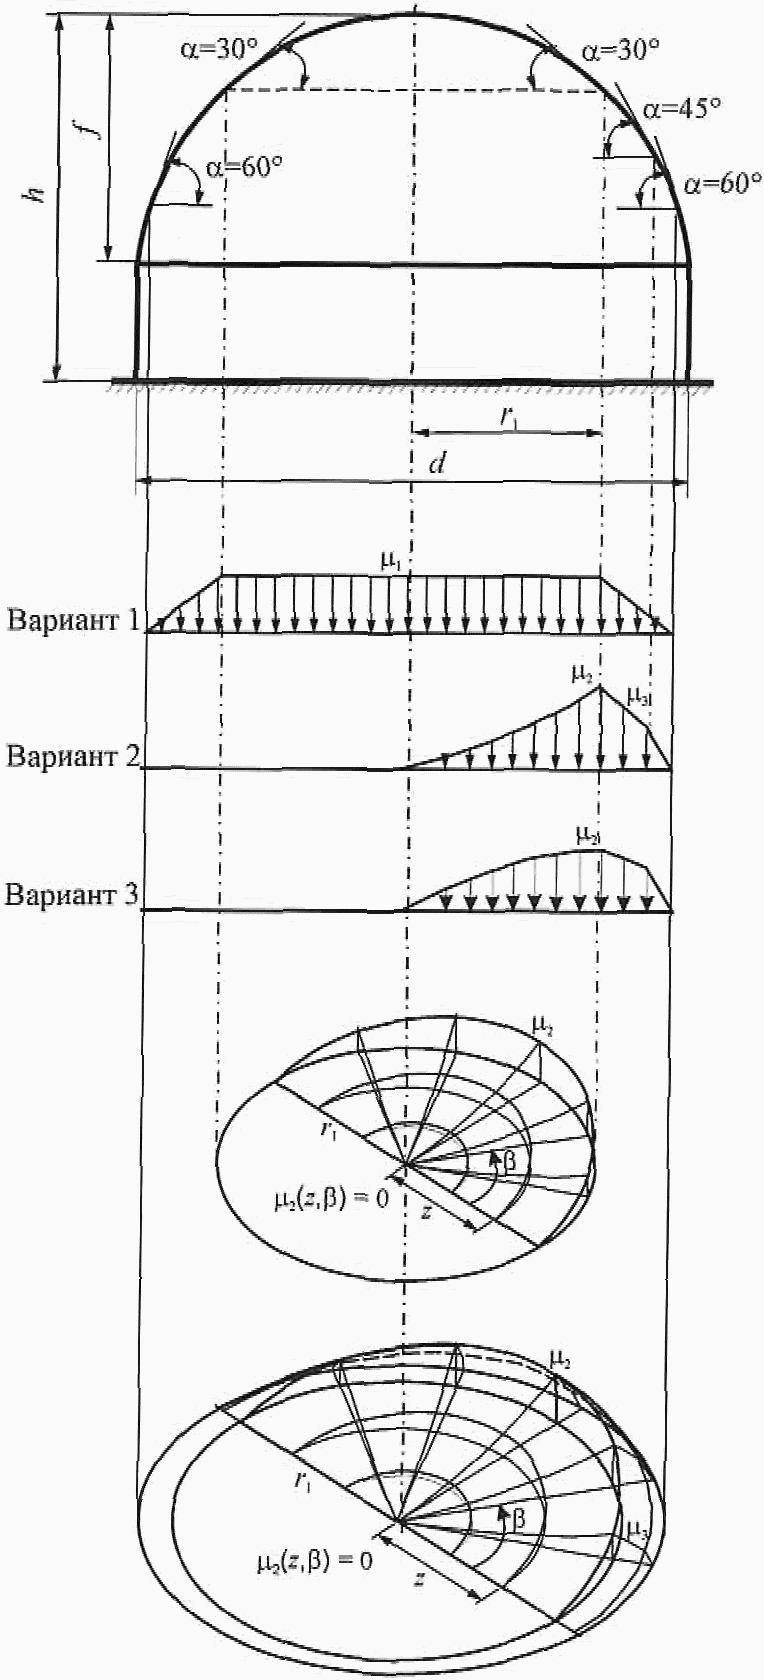 α=30°
α=30°
α=45°
f
α=60°
α=60°
h
r₁
d
μ₁
Вариант 1
μ₂
μ₃
Вариант 2
μ₂
Вариант 3
μ₂
r₁
β
μ₂(z,β) = 0
z
μ₂
r₁
β
μ₃
μ₂(z,β) = 0
z